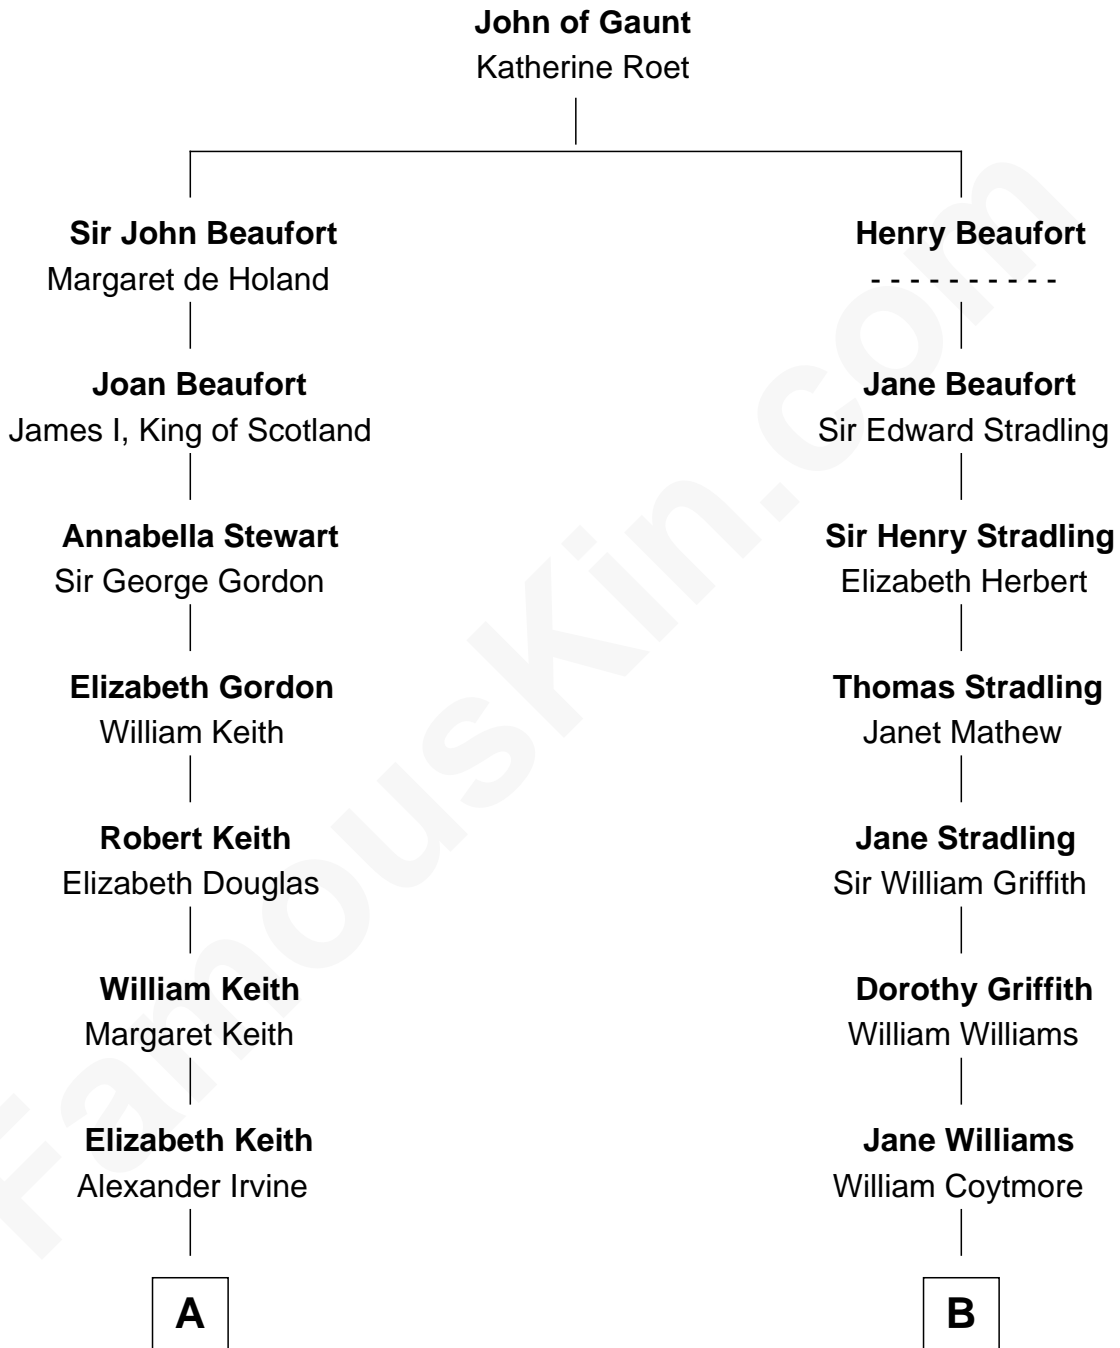 John of Gaunt
Katherine Roet
Sir John Beaufort
Margaret de Holand
Henry Beaufort
- - - - - - - - - -
Joan Beaufort
James I, King of Scotland
Jane Beaufort
Sir Edward Stradling
Annabella Stewart
Sir George Gordon
Sir Henry Stradling
Elizabeth Herbert
Elizabeth Gordon
William Keith
Thomas Stradling
Janet Mathew
Robert Keith
Elizabeth Douglas
Jane Stradling
Sir William Griffith
William Keith
Margaret Keith
Dorothy Griffith
William Williams
Elizabeth Keith
Alexander Irvine
Jane Williams
William Coytmore
A
B
FamousKin.com